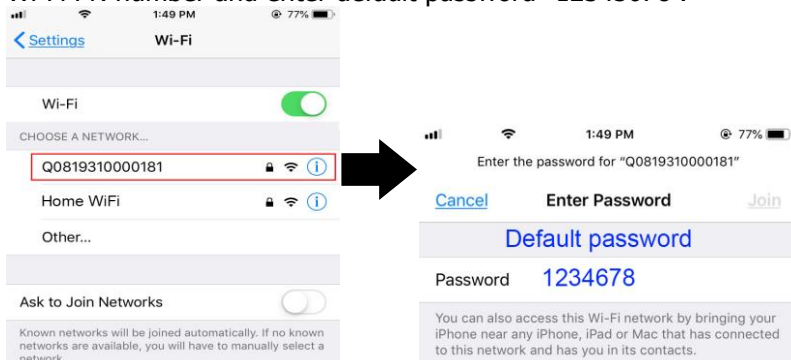 1:49 PM
77%
Settings
Wi-Fi
Wi-Fi
CHOOSE A NETWORK...
Q0819310000181
Home WiFi
Other...
Ask to Join Networks
Known networks will be joined automatically. If no known
networks are available, you will have to manually select a
network.
1:49 PM
77%
Enter the password for “Q0819310000181”
Cancel
Enter Password
Join
Default password
Password
1234678
You can also access this Wi-Fi network by bringing your
iPhone near any iPhone, iPad or Mac that has connected
to this network and has you in its contacts.